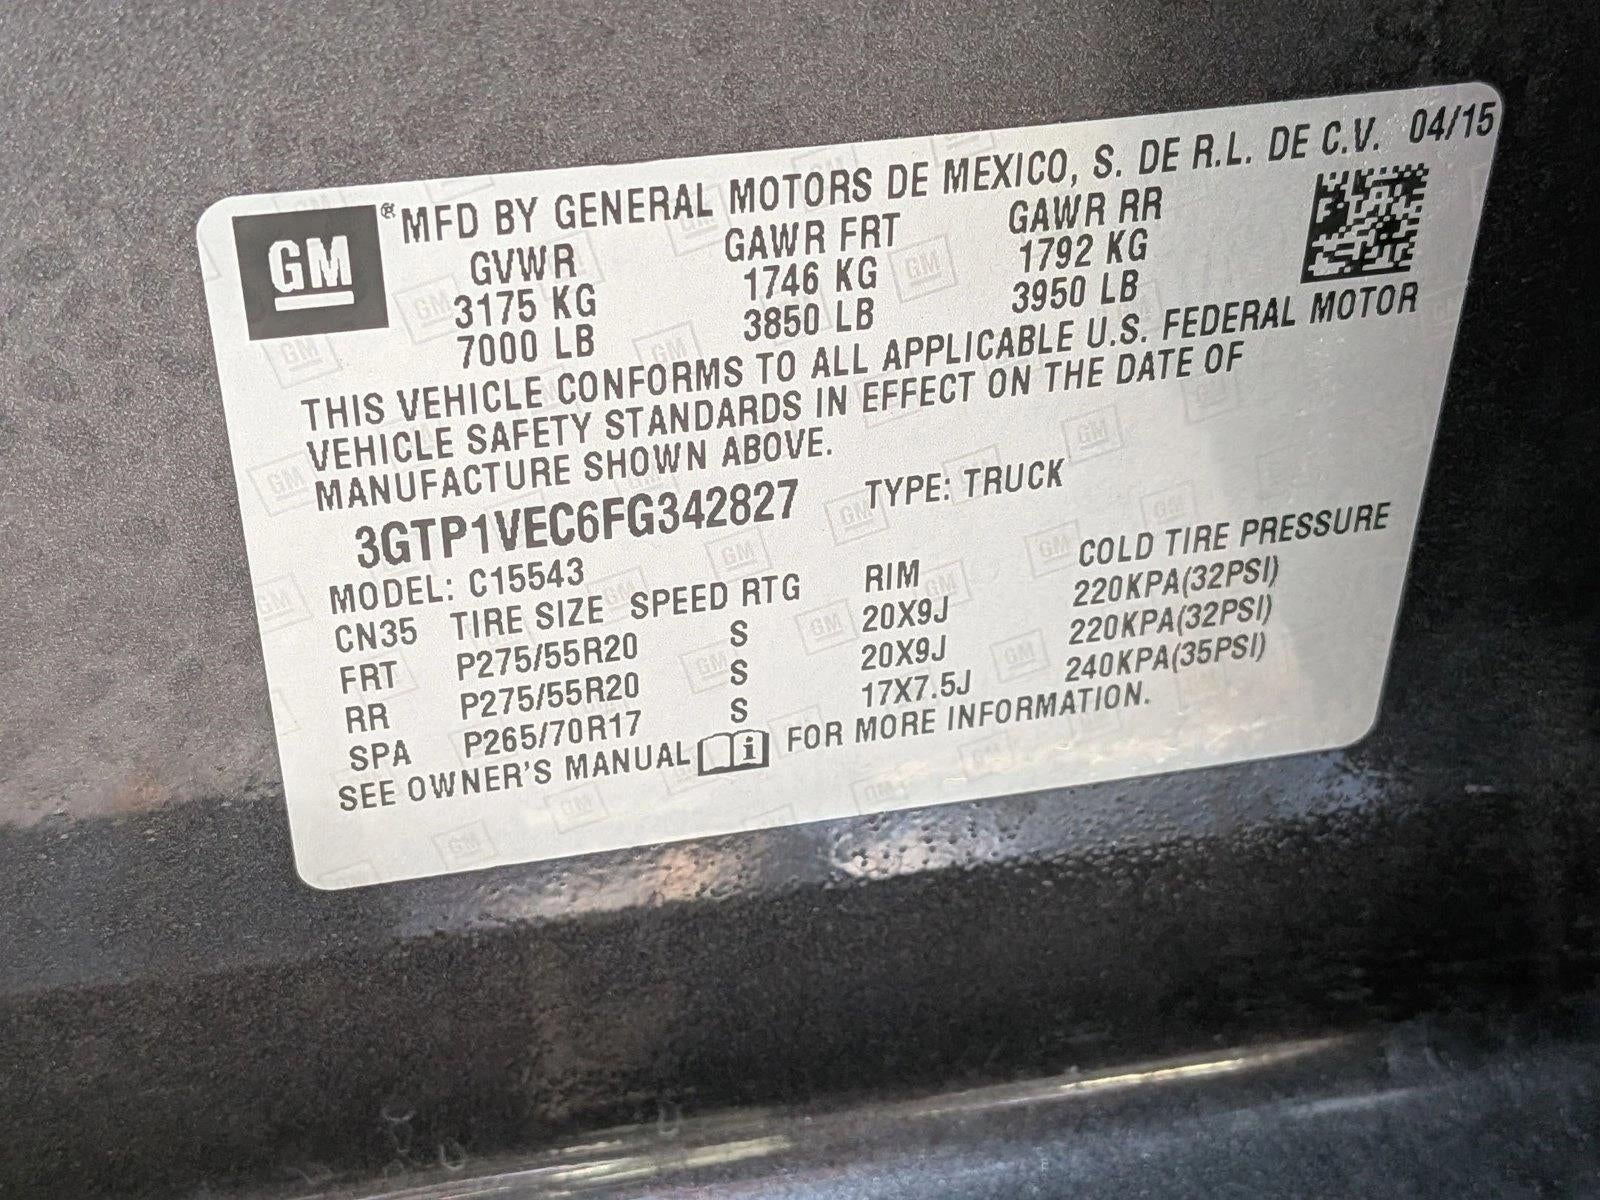 GM ® MFD BY GENERAL MOTORS DE MEXICO, S. DE R.L. DE C.V. 04/15
GVWR GAWR FRT GAWR RR
3175 KG 1746 KG 1792 KG
7000 LB 3850 LB 3950 LB
THIS VEHICLE CONFORMS TO ALL APPLICABLE U.S. FEDERAL MOTOR
VEHICLE SAFETY STANDARDS IN EFFECT ON THE DATE OF
MANUFACTURE SHOWN ABOVE.
3GTP1VEC6FG342827 TYPE: TRUCK
MODEL: C15543
CN35 TIRE SIZE SPEED RTG RIM COLD TIRE PRESSURE
FRT P275/55R20 S 20X9J 220KPA(32PSI)
RR P275/55R20 S 20X9J 220KPA(32PSI)
SPA P265/70R17 S 17X7.5J 240KPA(35PSI)
SEE OWNER'S MANUAL FOR MORE INFORMATION.